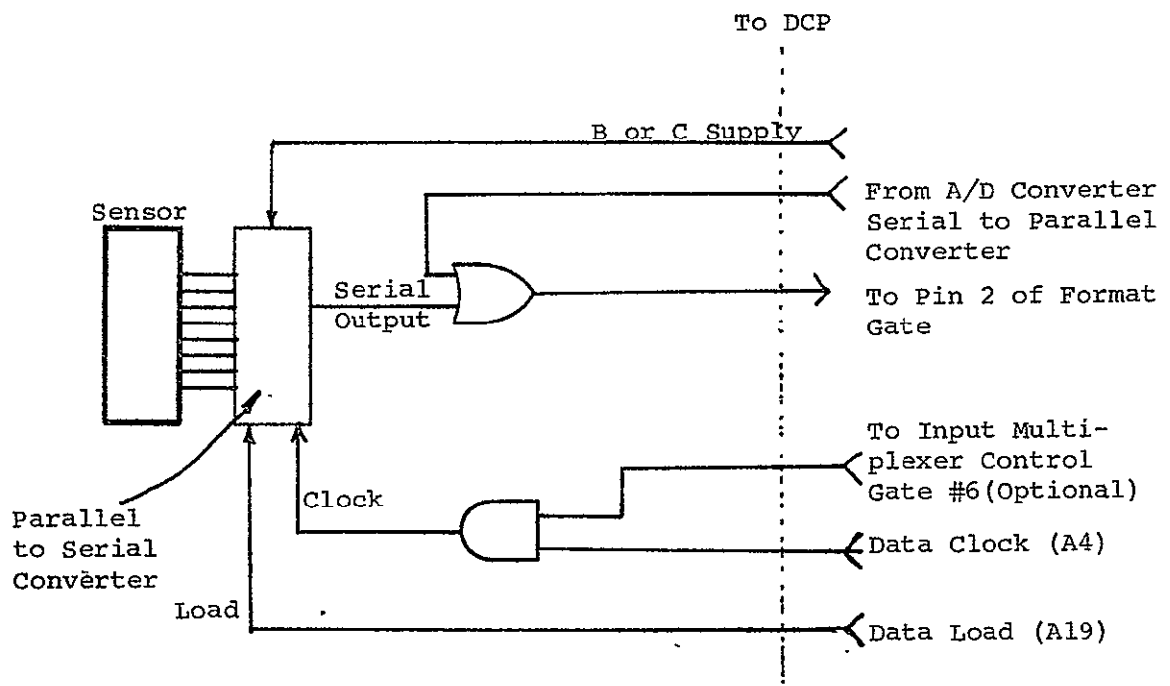 To DCP
B or C Supply
From A/D Converter
Serial to Parallel
Converter
Sensor
Serial
Output
To Pin 2 of Format
Gate
To Input Multi-
plexer Control
Gate #6(Optional)
Clock
Parallel
to Serial
Converter
Data Clock (A4)
Load
Data Load (A19)